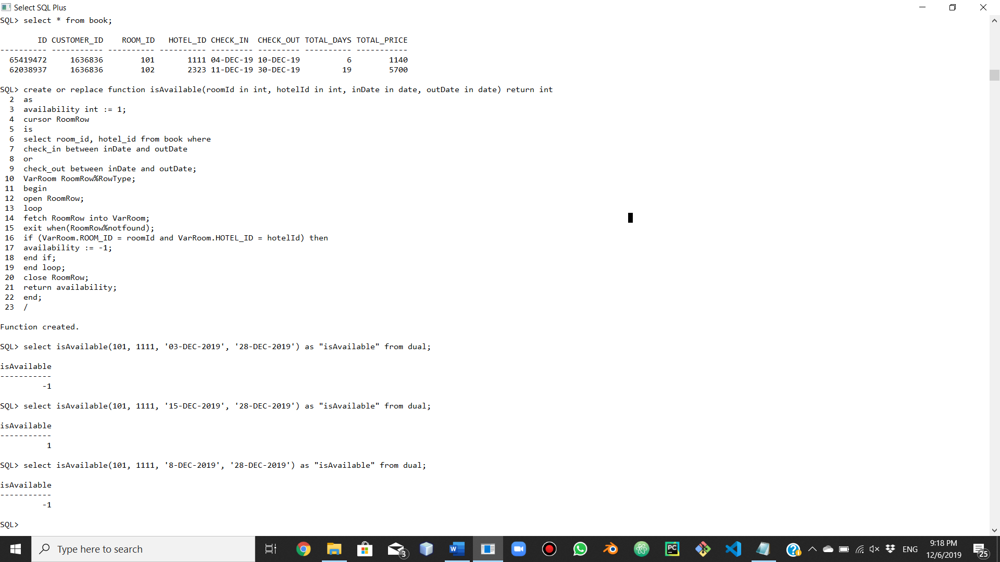 Select SQL Plus
SQL> select * from book;
        ID CUSTOMER_ID    ROOM_ID   HOTEL_ID CHECK_IN  CHECK_OUT TOTAL_DAYS TOTAL_PRICE
---------- ----------- ---------- ---------- --------- --------- ---------- -----------
  65419472     1636836        101       1111 04-DEC-19 10-DEC-19          6        1140
  62038937     1636836        102       2323 11-DEC-19 30-DEC-19         19        5700
SQL> create or replace function isAvailable(roomId in int, hotelId in int, inDate in date, outDate in date) return int
  2  as
  3  availability int := 1;
  4  cursor RoomRow
  5  is
  6  select room_id, hotel_id from book where
  7  check_in between inDate and outDate
  8  or
  9  check_out between inDate and outDate;
 10  VarRoom RoomRow%RowType;
 11  begin
 12  open RoomRow;
 13  loop
 14  fetch RoomRow into VarRoom;
 15  exit when(RoomRow%notfound);
 16  if (VarRoom.ROOM_ID = roomId and VarRoom.HOTEL_ID = hotelId) then
 17  availability := -1;
 18  end if;
 19  end loop;
 20  close RoomRow;
 21  return availability;
 22  end;
 23  /
Function created.
SQL> select isAvailable(101, 1111, '03-DEC-2019', '28-DEC-2019') as "isAvailable" from dual;
isAvailable
-----------
         -1
SQL> select isAvailable(101, 1111, '15-DEC-2019', '28-DEC-2019') as "isAvailable" from dual;
isAvailable
-----------
          1
SQL> select isAvailable(101, 1111, '8-DEC-2019', '28-DEC-2019') as "isAvailable" from dual;
isAvailable
-----------
         -1
SQL>
Type here to search
3
W
PC
ENG
9:18 PM
12/6/2019
25